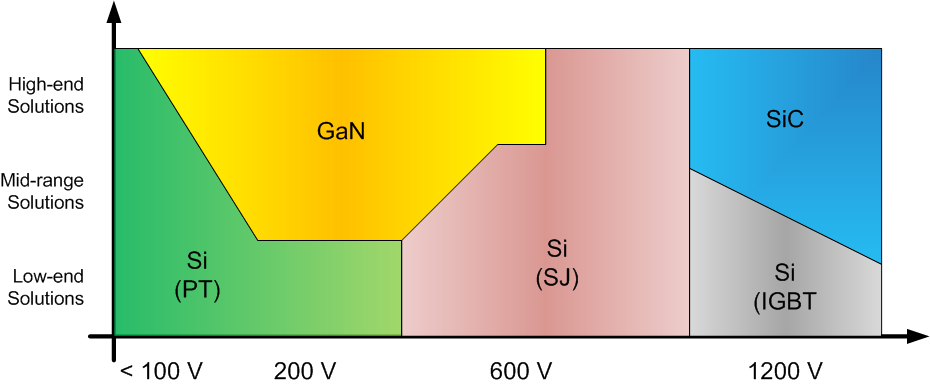 High-end
Solutions
GaN
SiC
Mid-range
Solutions
Si
(PT)
Si
(SJ)
Si
(IGBT
Low-end
Solutions
< 100 V
200 V
600 V
1200 V